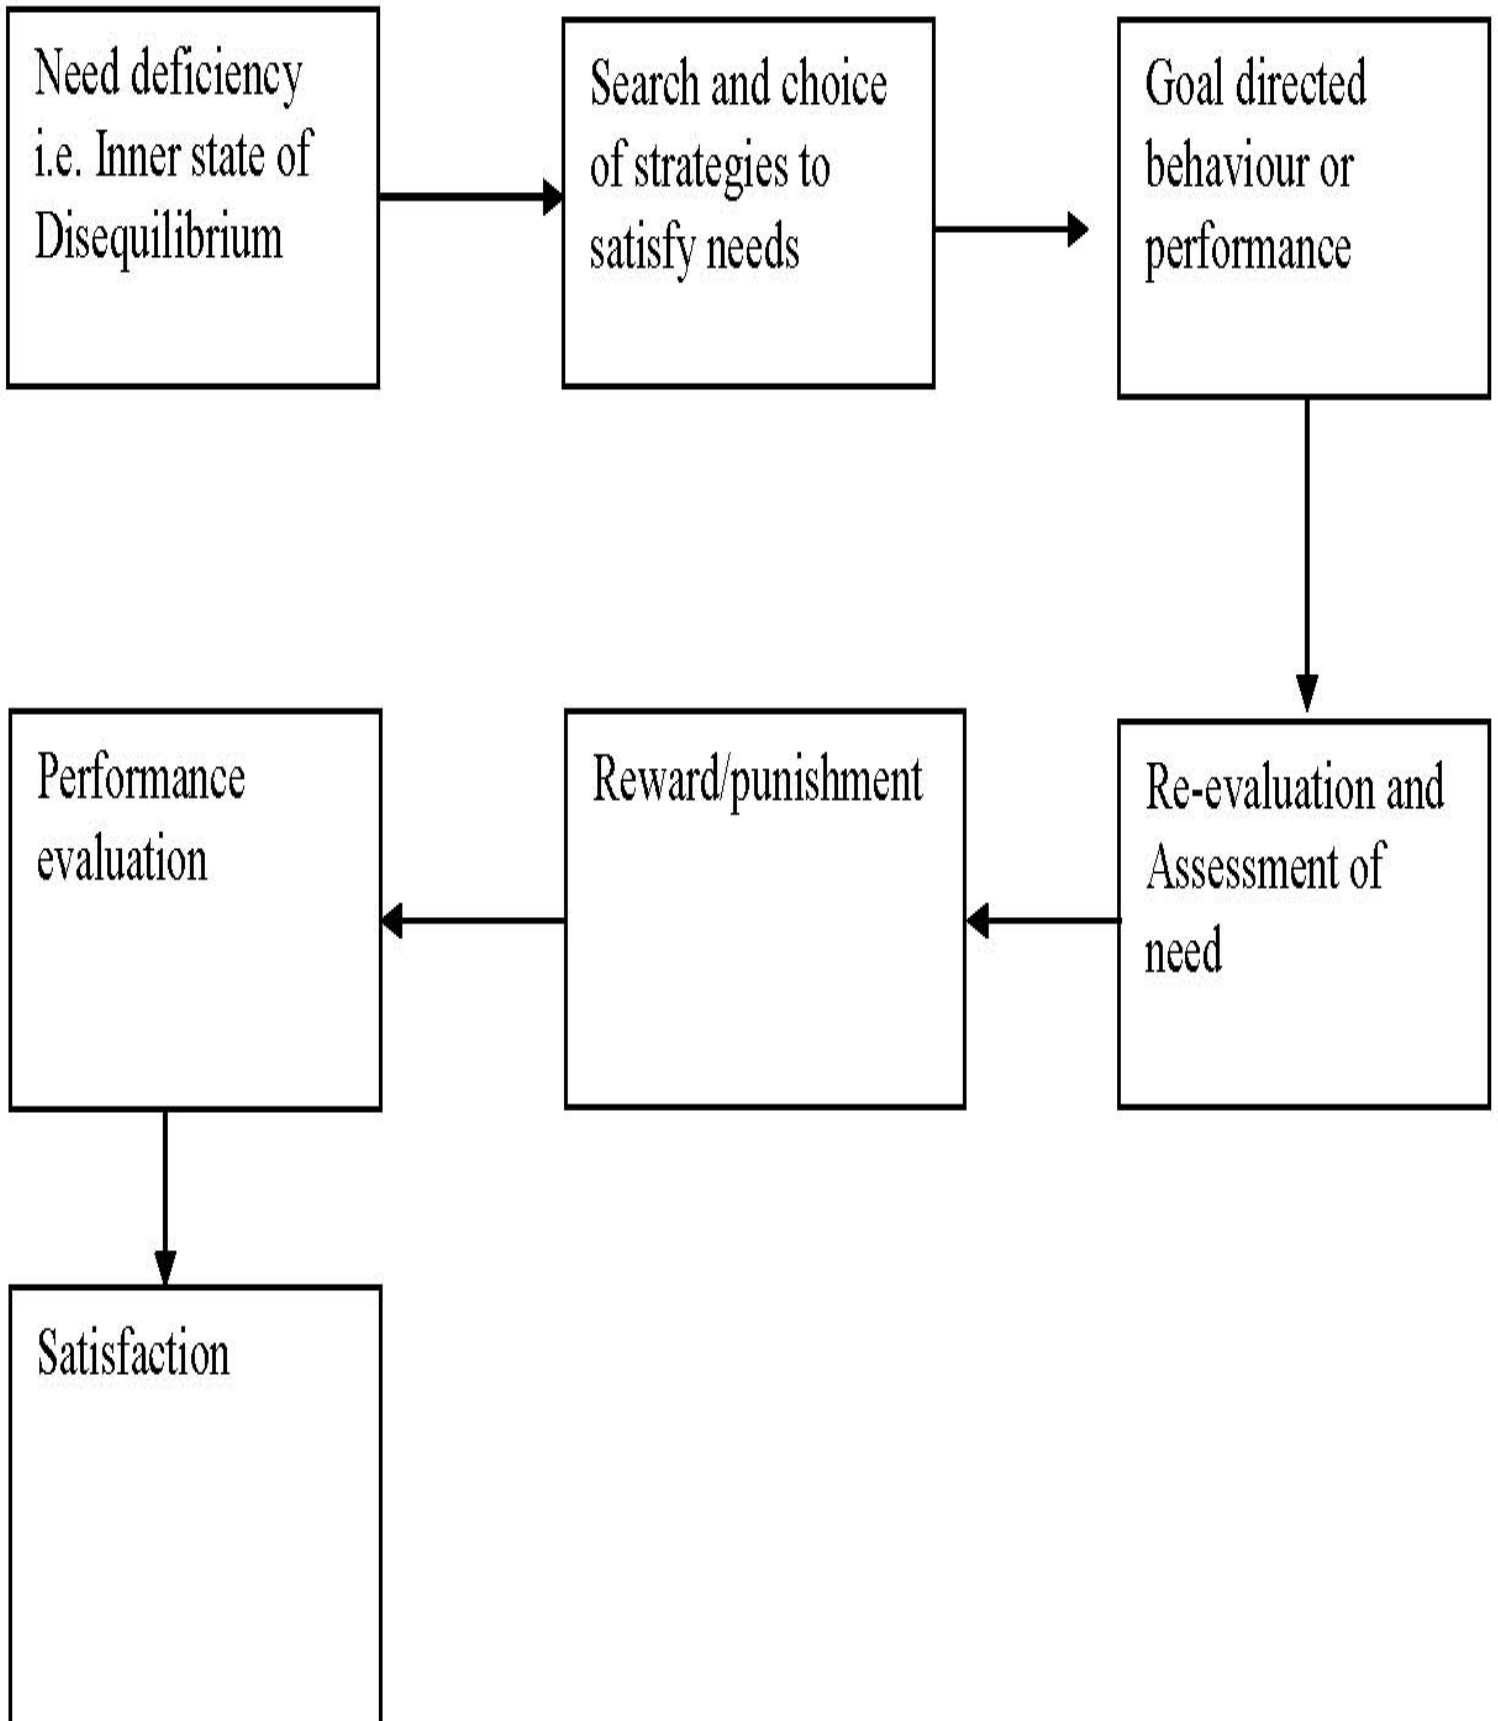 Need deficiency
i.e. Inner state of
Disequilibrium
Search and choice
of strategies to
satisfy needs
Goal directed
behaviour or
performance
Re-evaluation and
Assessment of
need
Reward/punishment
Performance
evaluation
Satisfaction